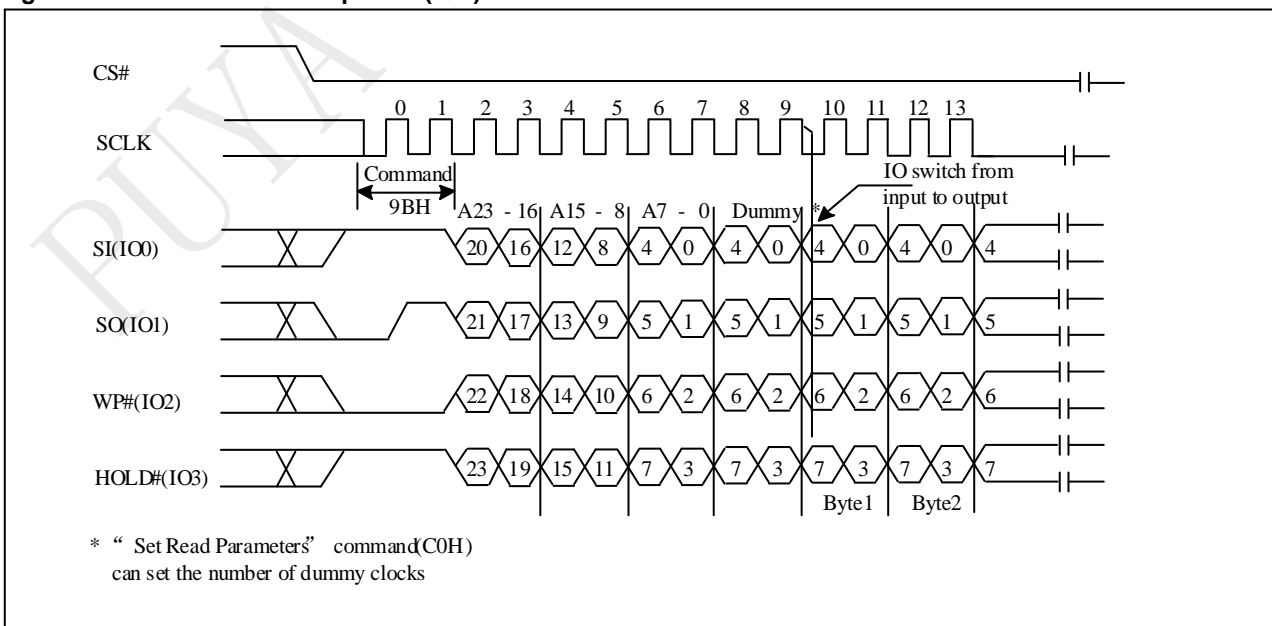 PUYA
CS#
0 1 2 3 4 5 6 7 8 9 10 11 12 13
SCLK
Command
9BH
IO switch from
input to output
A23 - 16 A15 - 8 A7 - 0 Dummy *
SI(IO0) 20 16 12 8 4 0 4 0 4 0 4 0 4
SO(IO1) 21 17 13 9 5 1 5 1 5 1 5 1 5
WP#(IO2) 22 18 14 10 6 2 6 2 6 2 6 2 6
HOLD#(IO3) 23 19 15 11 7 3 7 3 7 3 7 3 7
Byte1 Byte2
* “ Set Read Parameters” command(C0H)
can set the number of dummy clocks